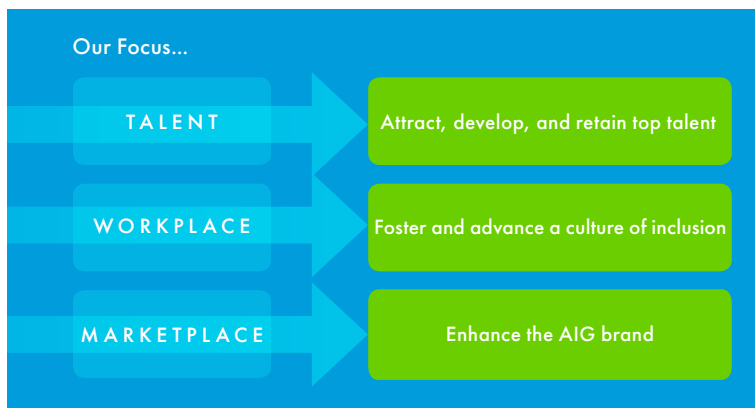 Our Focus...
TALENT
Attract, develop, and retain top talent
WORKPLACE
Foster and advance a culture of inclusion
MARKETPLACE
Enhance the AIG brand